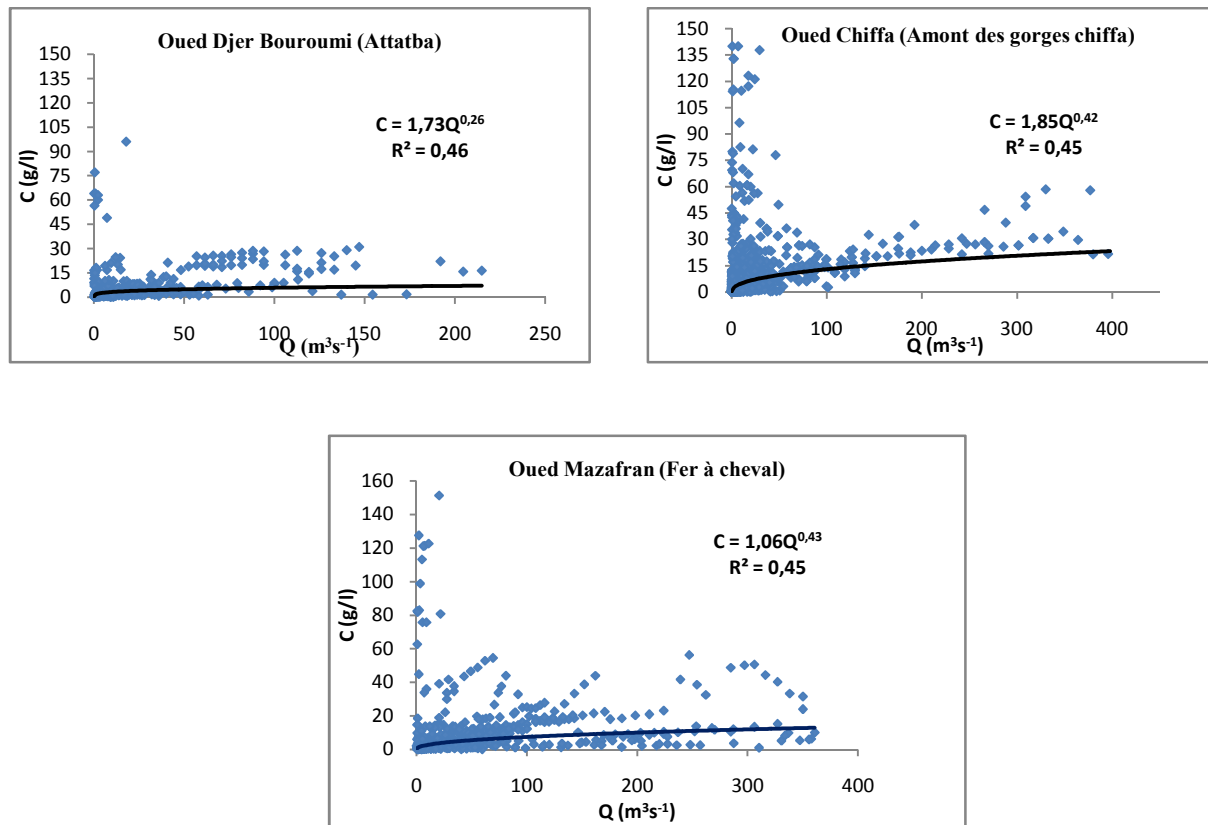 Oued Djer Bouroumi (Attatba)
150
135
120
105
90
75
60
45
30
15
0
C (g/l)
C = 1,73Q^0,26
R² = 0,46
0 50 100 150 200 250
Q (m³s⁻¹)
Oued Chiffa (Amont des gorges chiffa)
150
135
120
105
90
75
60
45
30
15
0
C (g/l)
C = 1,85Q^0,42
R² = 0,45
0 100 200 300 400
Q (m³s⁻¹)
Oued Mazafran (Fer à cheval)
160
140
120
100
80
60
40
20
0
C (g/l)
C = 1,06Q^0,43
R² = 0,45
0 100 200 300 400
Q (m³s⁻¹)